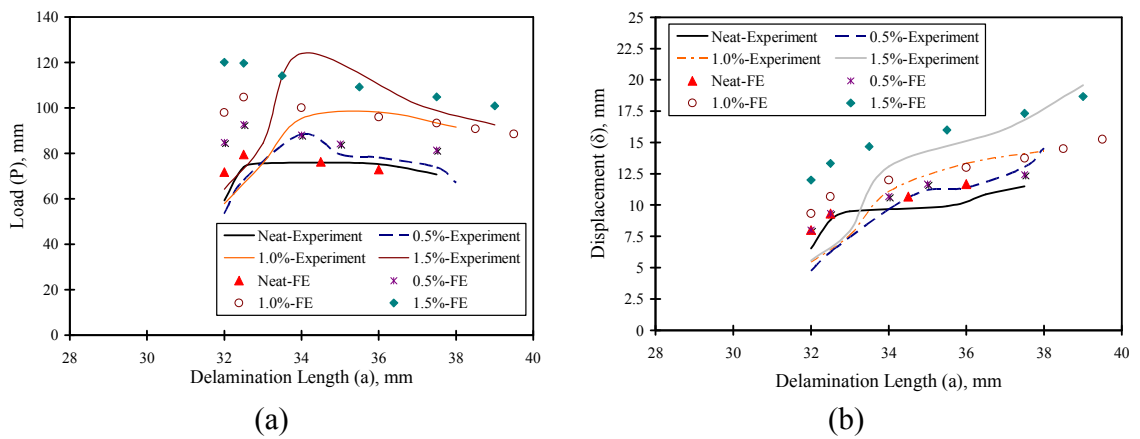 140
120
100
80
60
40
20
0
Load (P), mm
Neat-Experiment
0.5%-Experiment
1.0%-Experiment
1.5%-Experiment
Neat-FE
0.5%-FE
1.0%-FE
1.5%-FE
28 30 32 34 36 38 40
Delamination Length (a), mm
(a)
25
22.5
20
17.5
15
12.5
10
7.5
5
2.5
0
Displacement (δ), mm
Neat-Experiment
0.5%-Experiment
1.0%-Experiment
1.5%-Experiment
Neat-FE
0.5%-FE
1.0%-FE
1.5%-FE
28 30 32 34 36 38 40
Delamination Length (a), mm
(b)